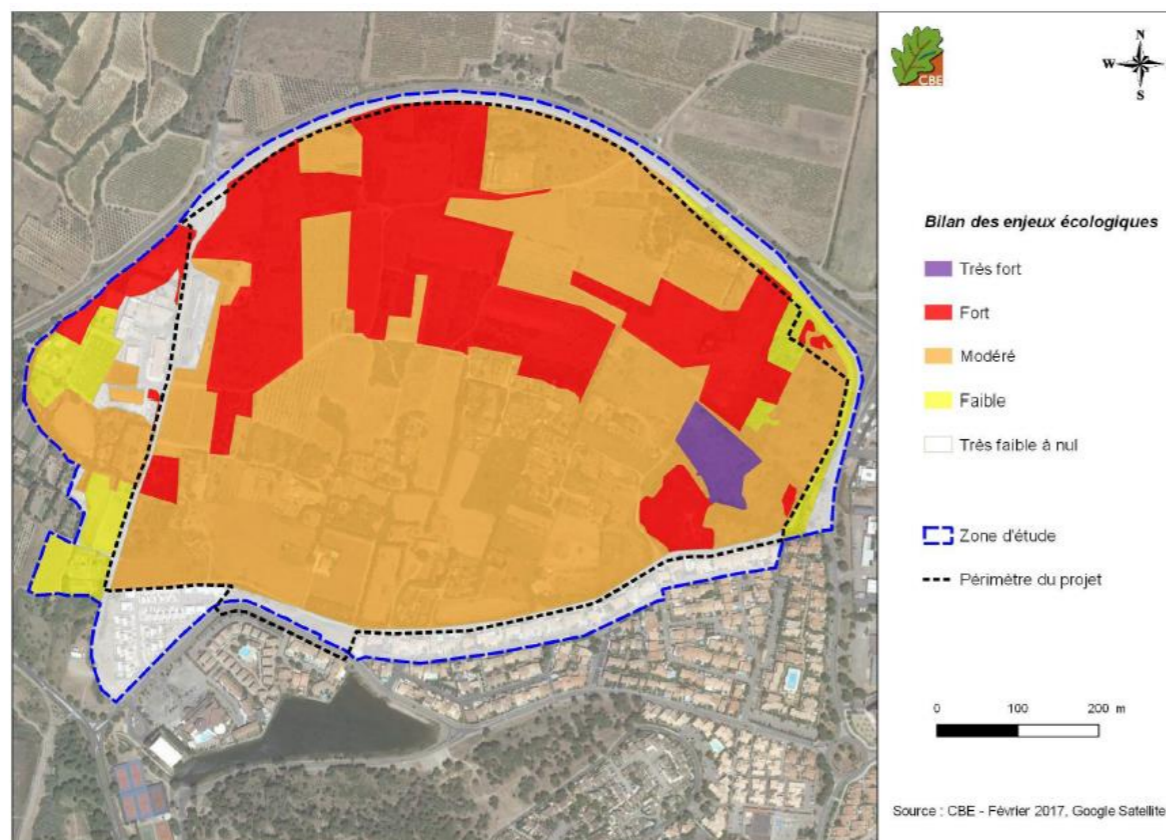 CBE
N
W
S
Bilan des enjeux écologiques
Très fort
Fort
Modéré
Faible
Très faible à nul
Zone d'étude
Périmètre du projet
0 100 200 m
Source : CBE - Février 2017, Google Satellite